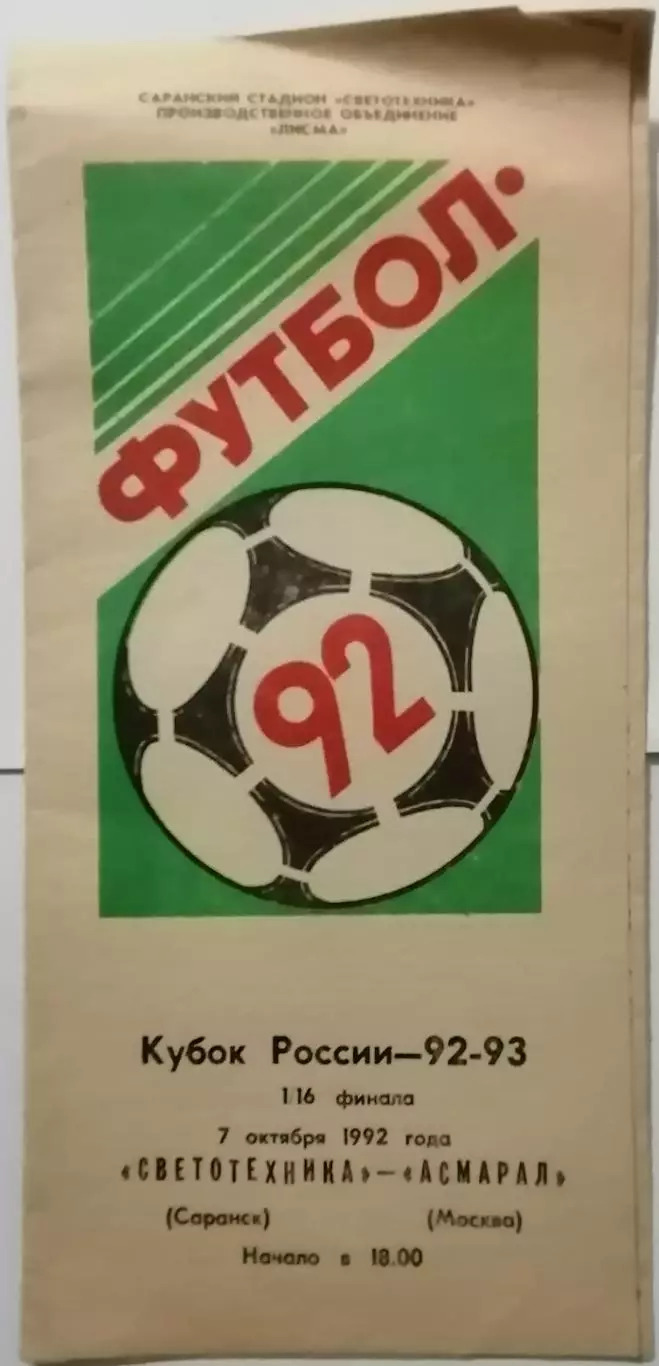 САРАНСКИЙ СТАДИОН «СВЕТОТЕХНИКА»
ПРОИЗВОДСТВЕННОЕ ОБЪЕДИНЕНИЕ
«ЛИСМА»
ФУТБОЛ·
92
Кубок России—92-93
1/16 финала
7 октября 1992 года
«СВЕТОТЕХНИКА»—«АСМАРАЛ»
(Саранск) (Москва)
Начало в 18.00